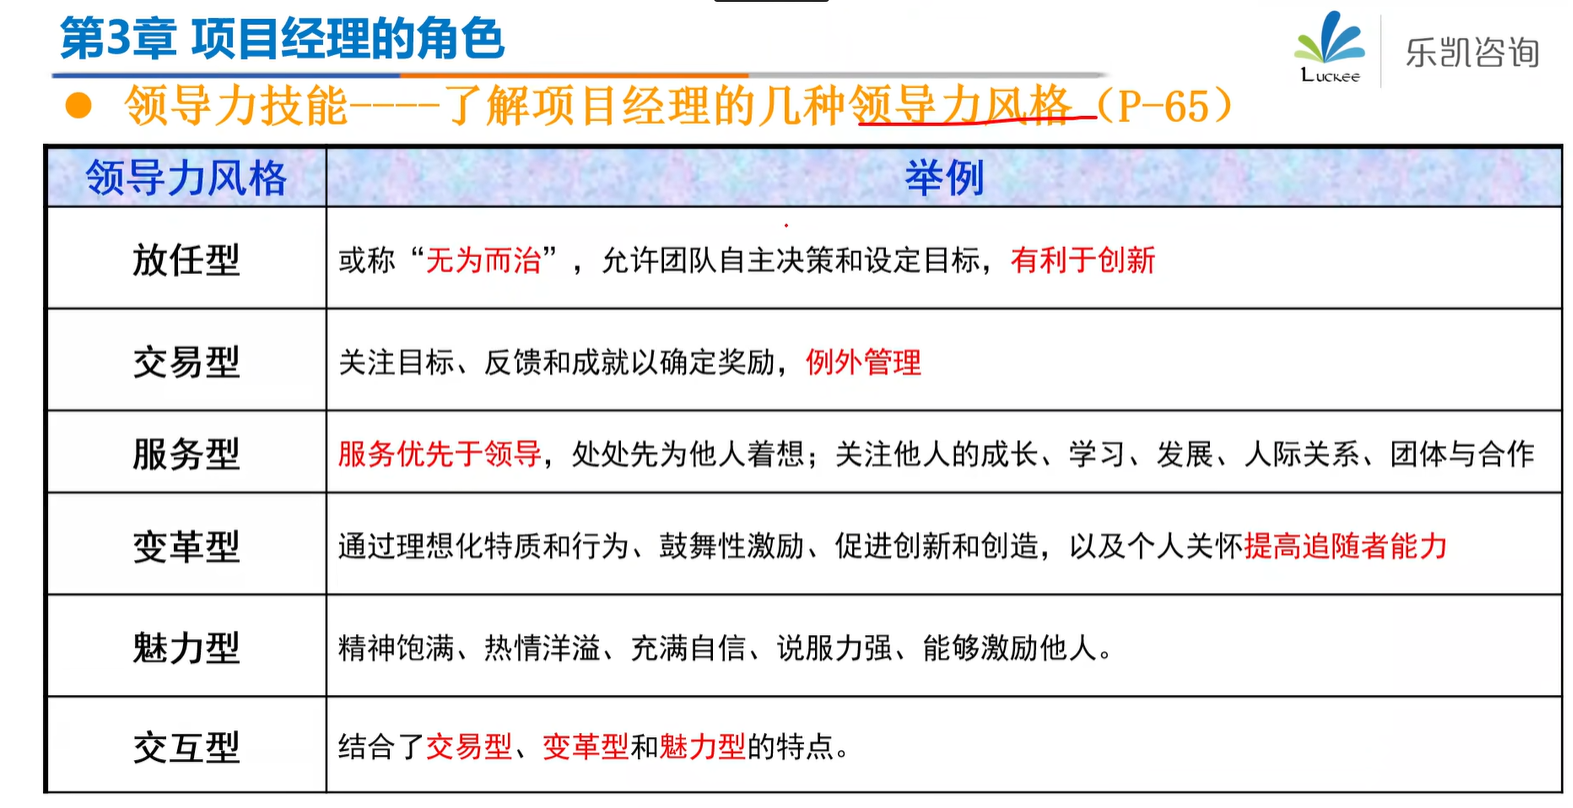 第3章 项目经理的角色
Luckee
乐凯咨询
● 领导力技能----了解项目经理的几种领导力风格（P-65）
领导力风格 举例
放任型 或称“无为而治”，允许团队自主决策和设定目标，有利于创新
交易型 关注目标、反馈和成就以确定奖励，例外管理
服务型 服务优先于领导，处处先为他人着想；关注他人的成长、学习、发展、人际关系、团体与合作
变革型 通过理想化特质和行为、鼓舞性激励、促进创新和创造，以及个人关怀提高追随者能力
魅力型 精神饱满、热情洋溢、充满自信、说服力强、能够激励他人。
交互型 结合了交易型、变革型和魅力型的特点。